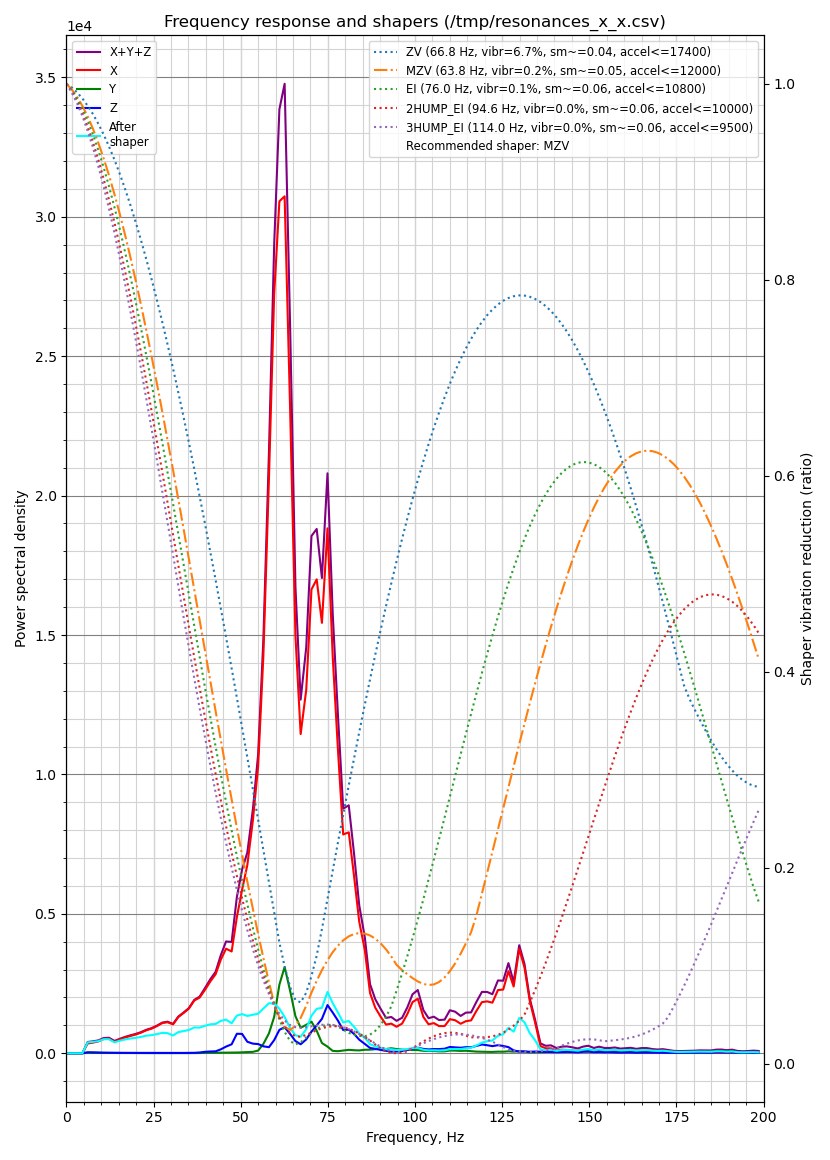 Frequency response and shapers (/tmp/resonances_x_x.csv)
1e4
X+Y+Z
X
Y
Z
After
shaper
ZV (66.8 Hz, vibr=6.7%, sm~=0.04, accel<=17400)
MZV (63.8 Hz, vibr=0.2%, sm~=0.05, accel<=12000)
EI (76.0 Hz, vibr=0.1%, sm~=0.06, accel<=10800)
2HUMP_EI (94.6 Hz, vibr=0.0%, sm~=0.06, accel<=10000)
3HUMP_EI (114.0 Hz, vibr=0.0%, sm~=0.06, accel<=9500)
Recommended shaper: MZV
Power spectral density
3.5
3.0
2.5
2.0
1.5
1.0
0.5
0.0
1.0
0.8
0.6
0.4
0.2
0.0
Shaper vibration reduction (ratio)
0 25 50 75 100 125 150 175 200
Frequency, Hz